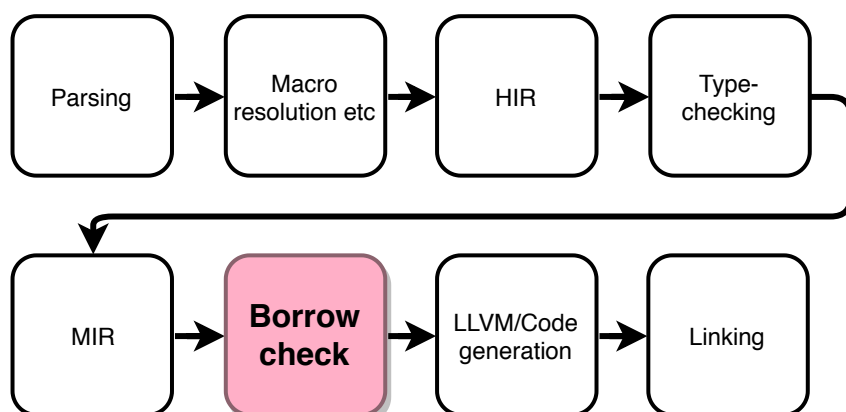 Parsing
Macro
resolution etc
HIR
Type-
checking
MIR
Borrow
check
LLVM/Code
generation
Linking